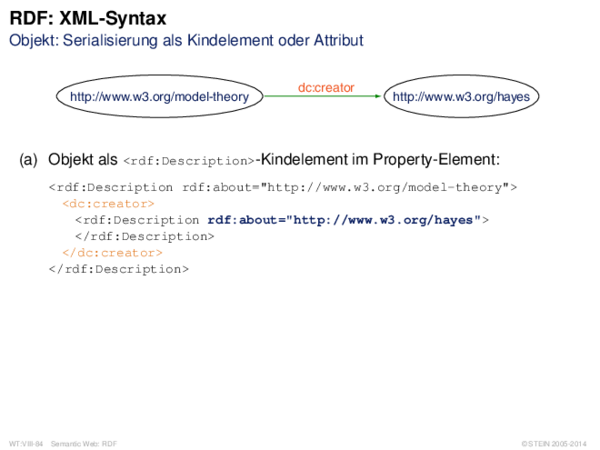 RDF: XML-Syntax
Objekt: Serialisierung als Kindelement oder Attribut
dc:creator
http://www.w3.org/model-theory http://www.w3.org/hayes
(a) Objekt als <rdf:Description>-Kindelement im Property-Element:
<rdf:Description rdf:about="http://www.w3.org/model-theory">
<dc:creator>
<rdf:Description rdf:about="http://www.w3.org/hayes">
</rdf:Description>
</dc:creator>
</rdf:Description>
WT:VIII-84 Semantic Web: RDF © STEIN 2005-2014